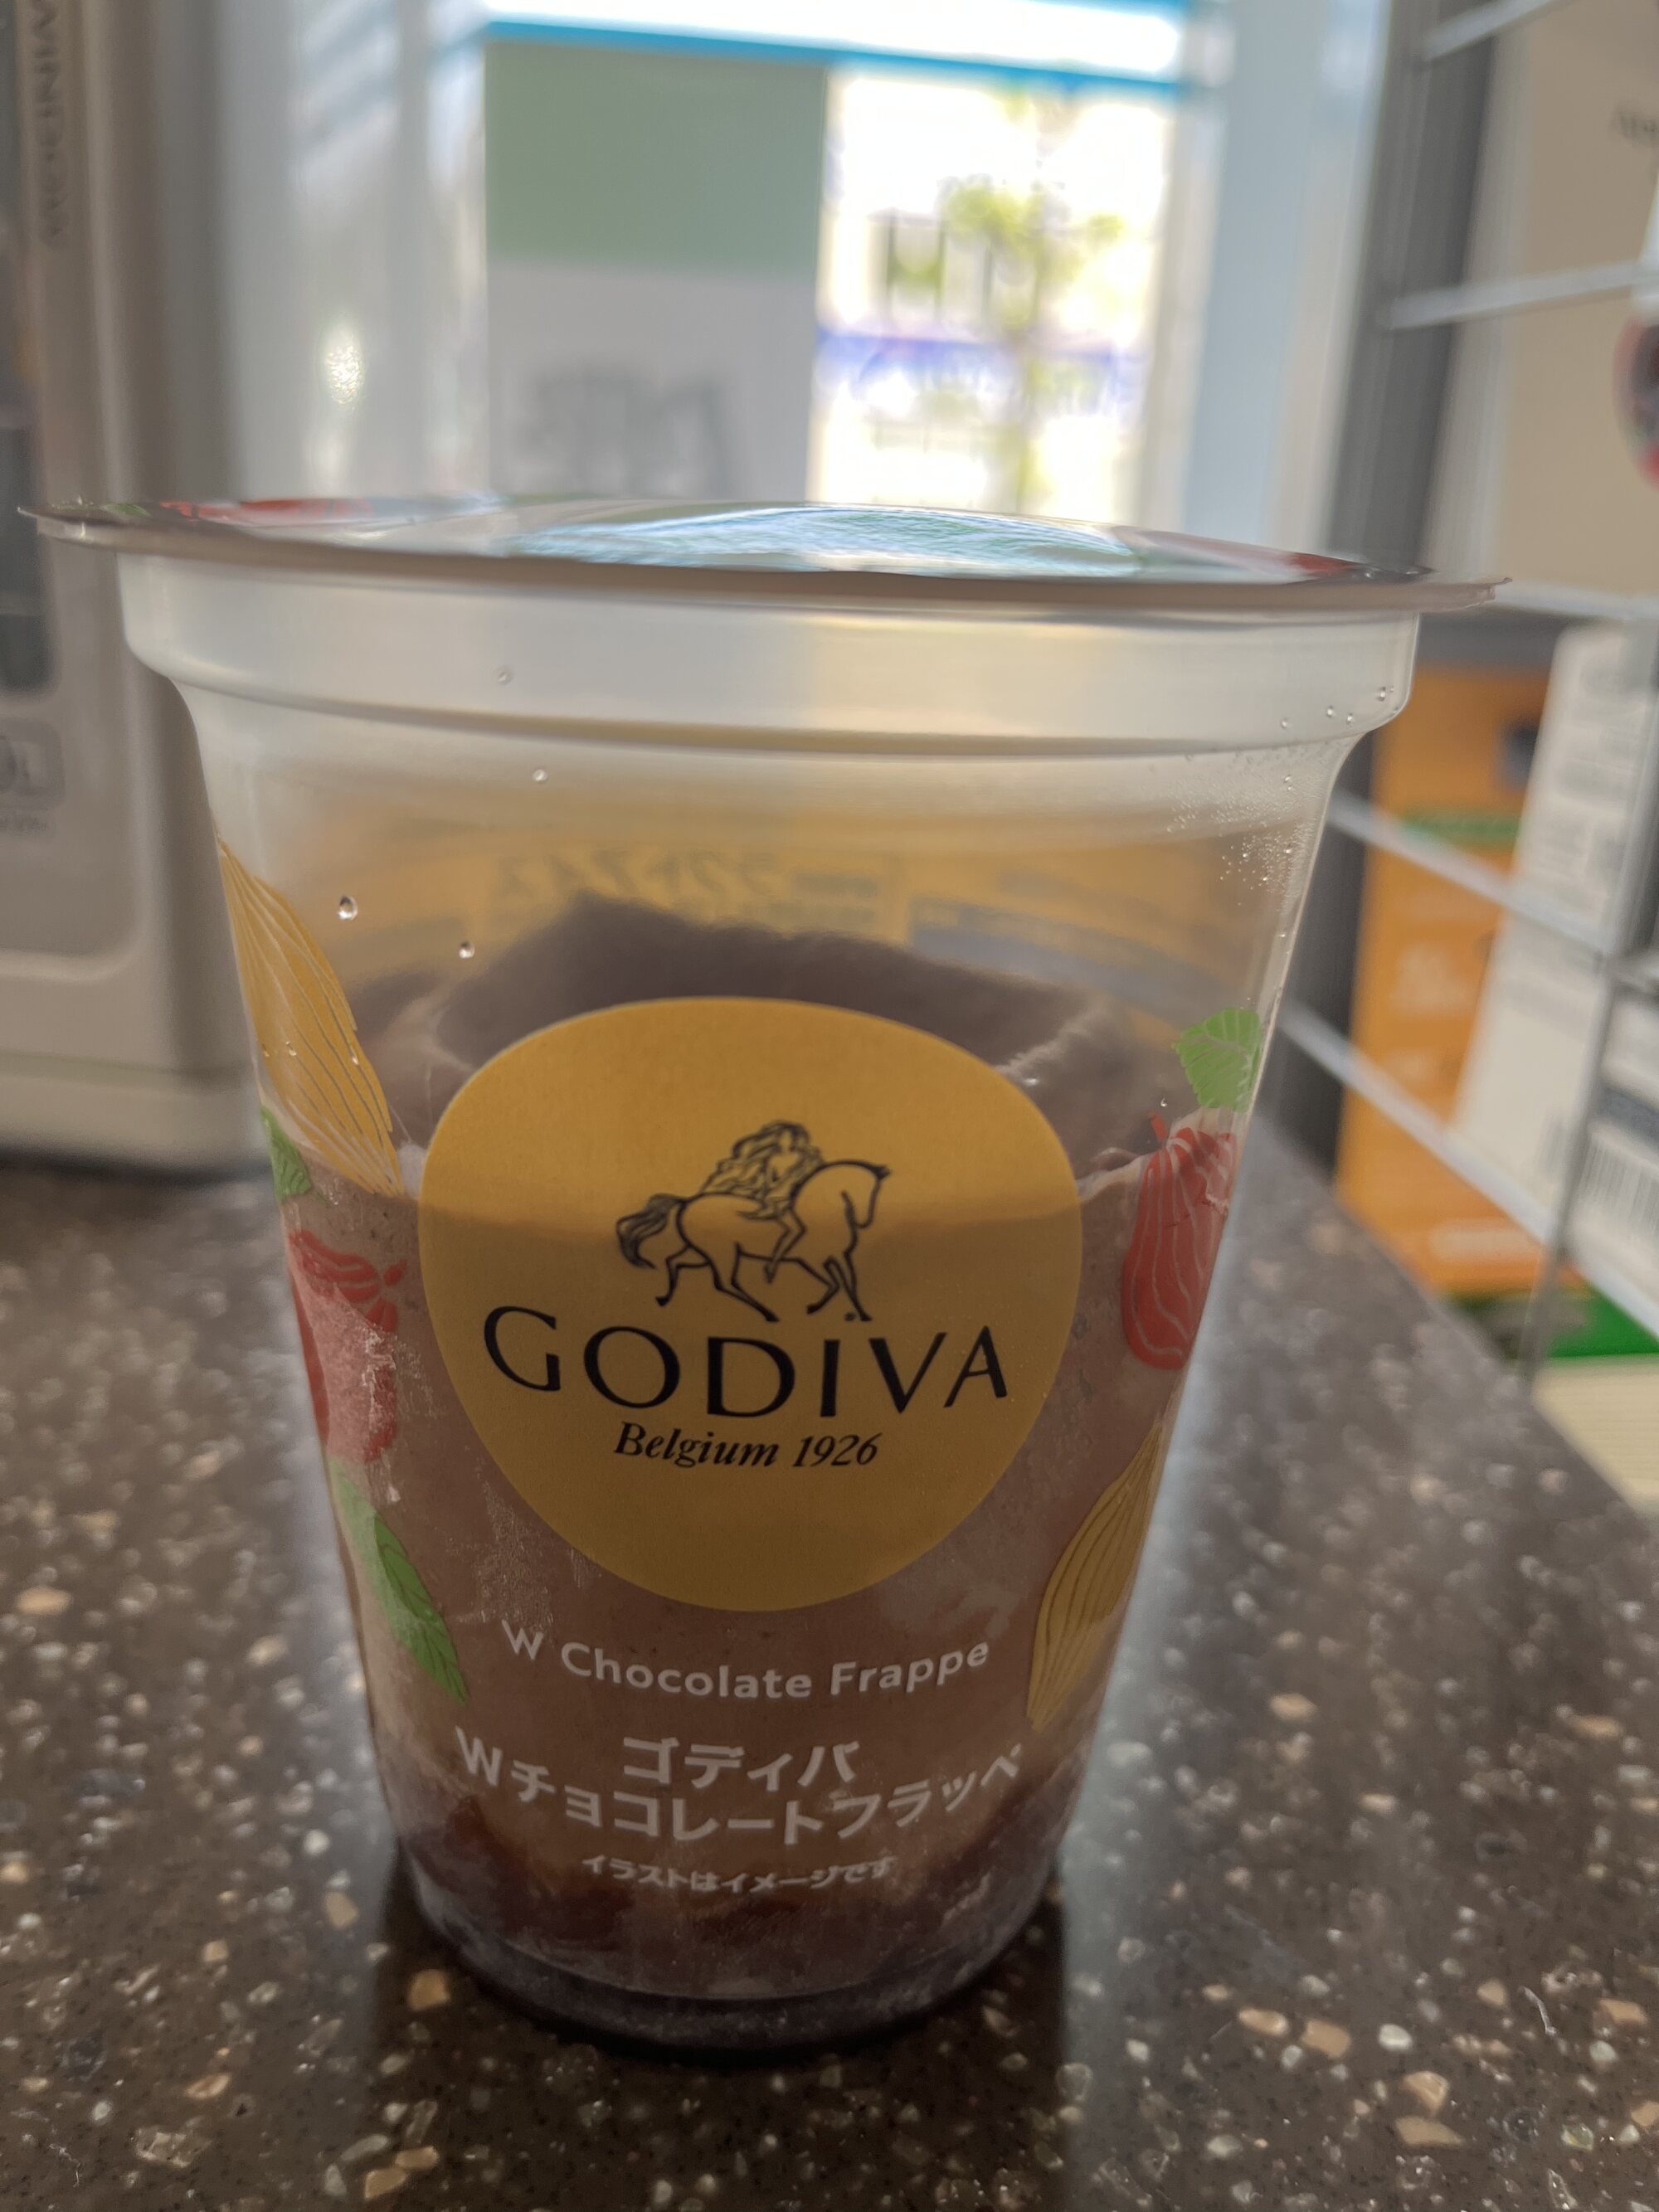 GODIVA
Belgium 1926
W Chocolate Frappe
ゴディバ
Wチョコレートフラッペ
イラストはイメージです